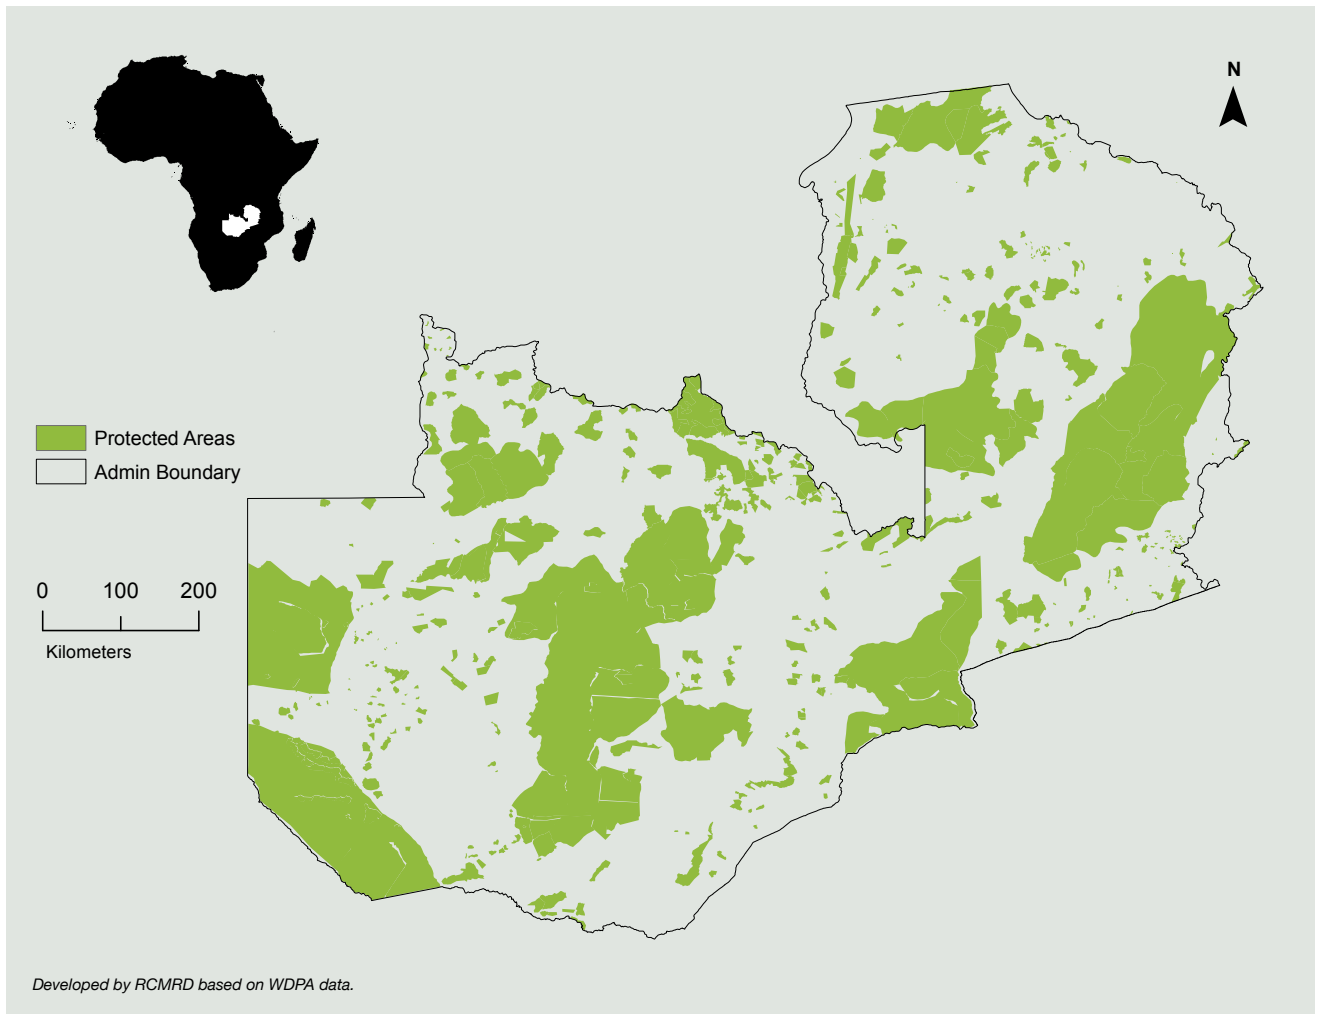 N
Protected Areas
Admin Boundary
0 100 200
Kilometers
Developed by RCMRD based on WDPA data.